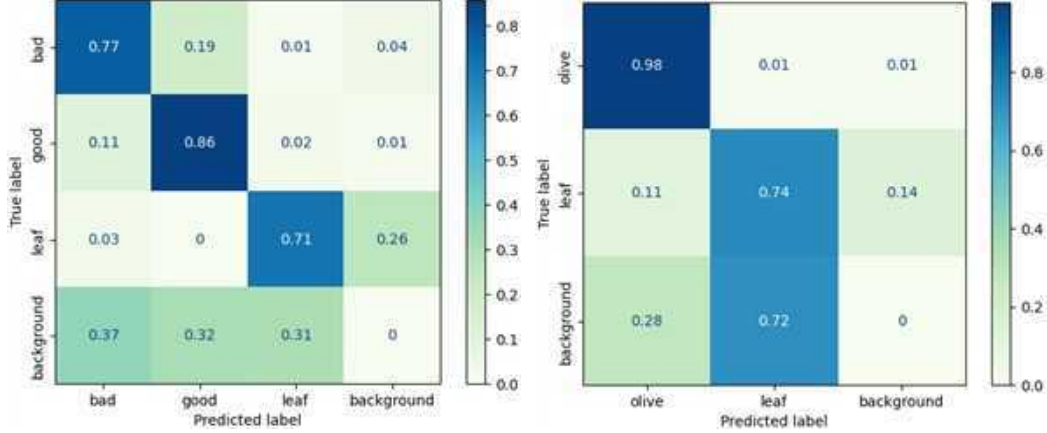 True label
bad
0.77 0.19 0.01 0.04
good
0.11 0.86 0.02 0.01
leaf
0.03 0 0.71 0.26
background
0.37 0.32 0.31 0
bad good leaf background
Predicted label
0.8
0.7
0.6
0.5
0.4
0.3
0.2
0.1
0.0
True label
olive
0.98 0.01 0.01
leaf
0.11 0.74 0.14
background
0.28 0.72 0
olive leaf background
Predicted label
0.8
0.6
0.4
0.2
0.0